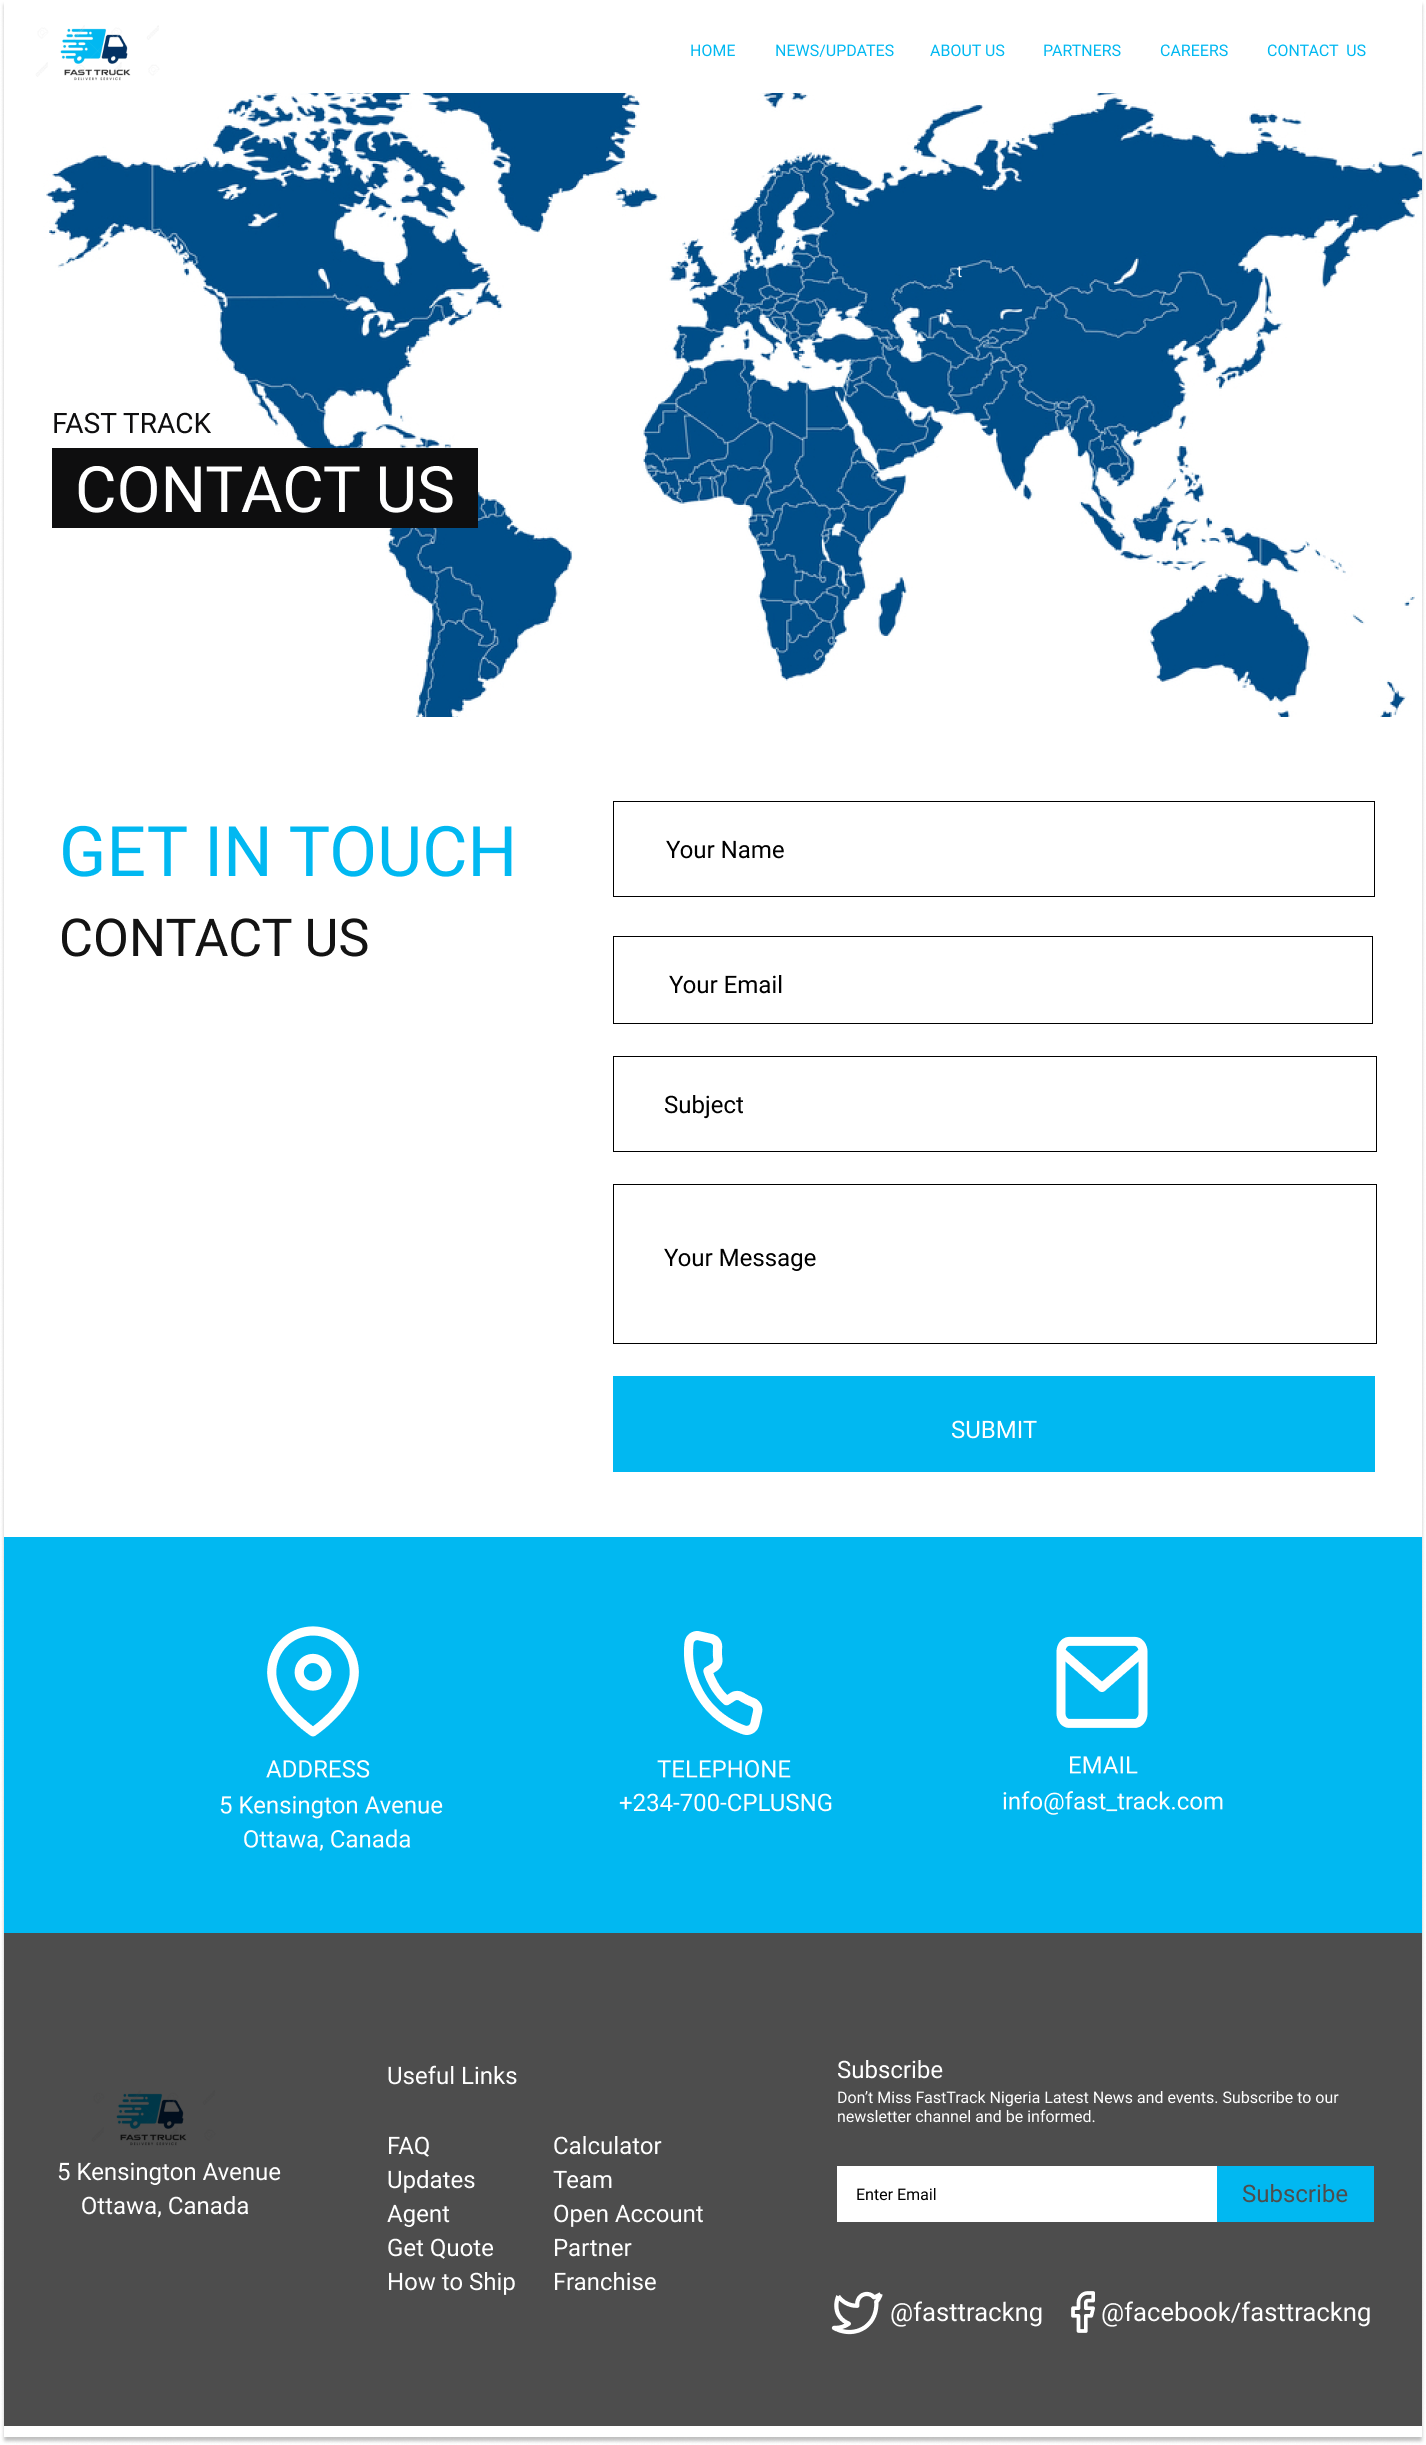 FAST TRUCK
DELIVERY SERVICE
HOME NEWS/UPDATES ABOUT US PARTNERS CAREERS CONTACT US
t
FAST TRACK
CONTACT US
GET IN TOUCH
CONTACT US
Your Name
Your Email
Subject
Your Message
SUBMIT
ADDRESS
5 Kensington Avenue
Ottawa, Canada
TELEPHONE
+234-700-CPLUSNG
EMAIL
info@fast_track.com
FAST TRUCK
DELIVERY SERVICE
5 Kensington Avenue
Ottawa, Canada
Useful Links
FAQ
Updates
Agent
Get Quote
How to Ship
Calculator
Team
Open Account
Partner
Franchise
Subscribe
Don’t Miss FastTrack Nigeria Latest News and events. Subscribe to our
newsletter channel and be informed.
Enter Email
Subscribe
@fasttrackng
@facebook/fasttrackng